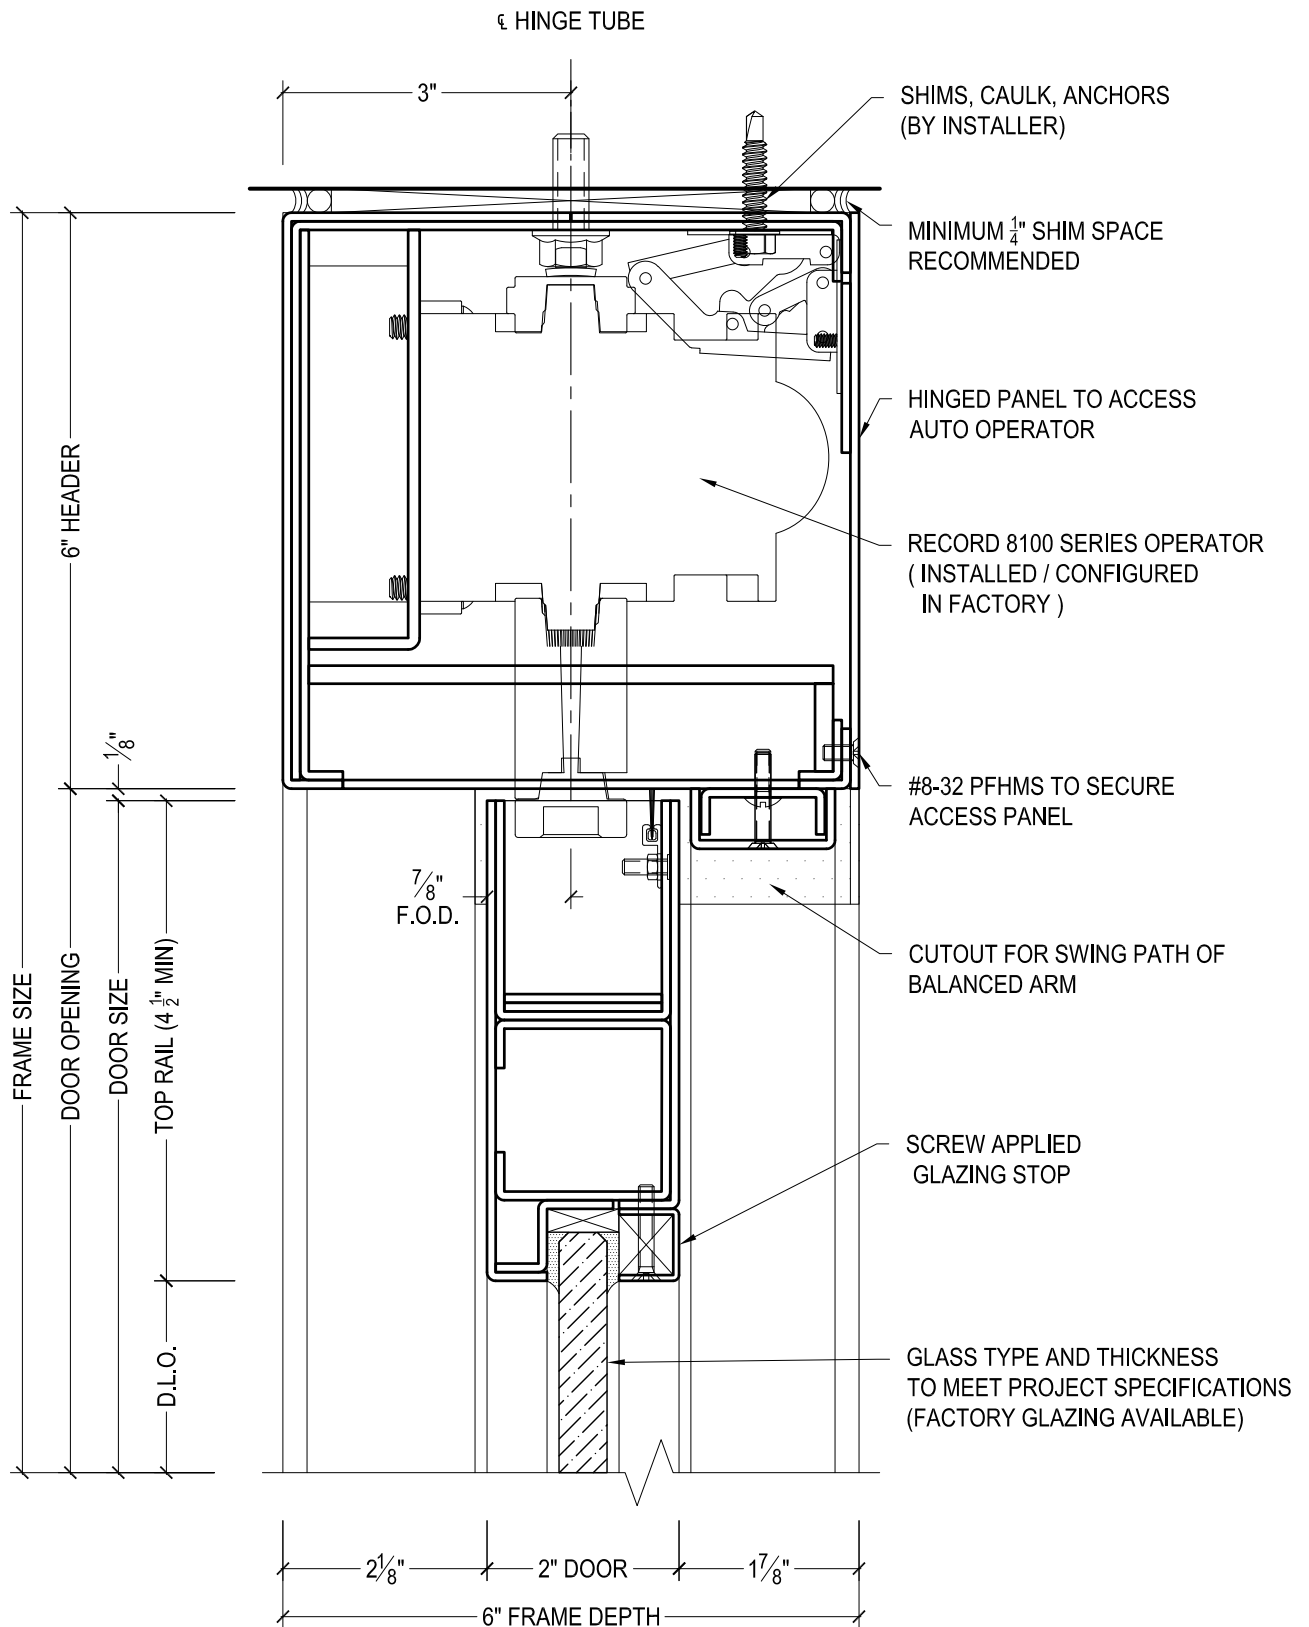 ℄ HINGE TUBE
3"
SHIMS, CAULK, ANCHORS
(BY INSTALLER)
MINIMUM 1/4" SHIM SPACE
RECOMMENDED
HINGED PANEL TO ACCESS
AUTO OPERATOR
6" HEADER
RECORD 8100 SERIES OPERATOR
( INSTALLED / CONFIGURED
IN FACTORY )
1/8"
#8-32 PFHMS TO SECURE
ACCESS PANEL
7/8"
F.O.D.
CUTOUT FOR SWING PATH OF
BALANCED ARM
FRAME SIZE
DOOR OPENING
DOOR SIZE
TOP RAIL (4 1/2" MIN)
SCREW APPLIED
GLAZING STOP
D.L.O.
GLASS TYPE AND THICKNESS
TO MEET PROJECT SPECIFICATIONS
(FACTORY GLAZING AVAILABLE)
2 1/8"
2" DOOR
1 7/8"
6" FRAME DEPTH